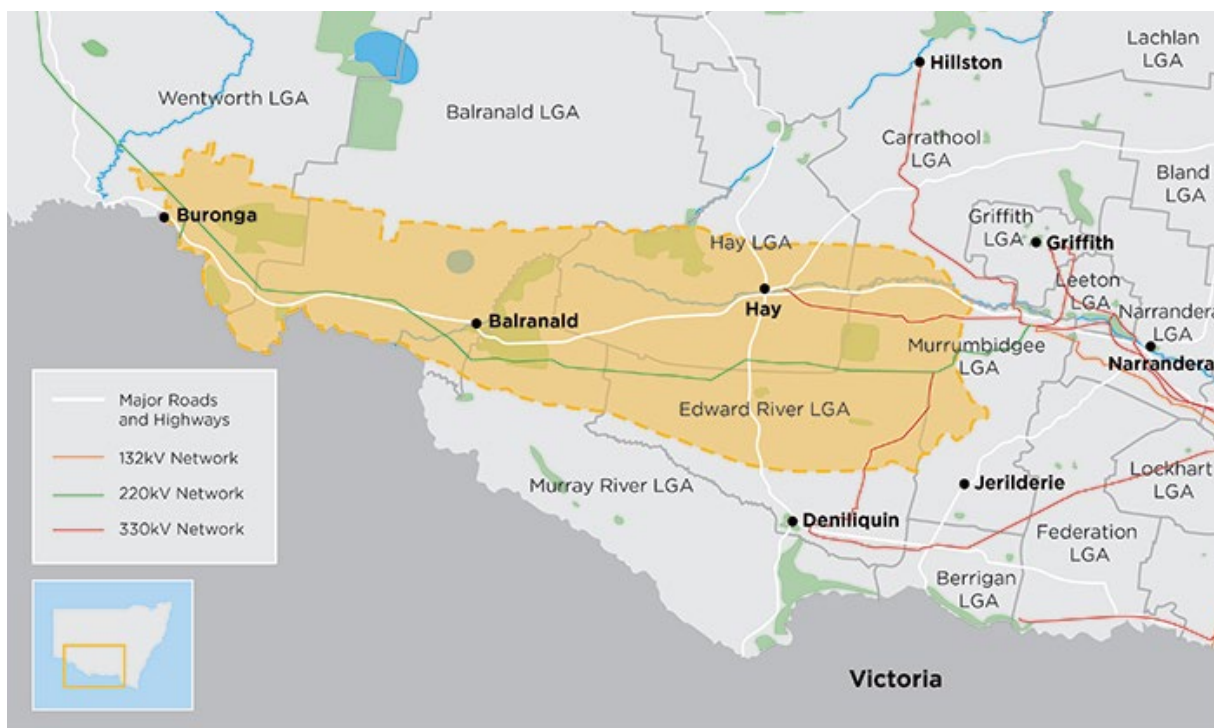 Lachlan
LGA
Hillston
Wentworth LGA
Balranald LGA
Carrathool
LGA
Bland
LGA
Buronga
Griffith
LGA
Griffith
Hay LGA
Leeton
LGA
Hay
Narrandera
LGA
Balranald
Murrumbidgee
LGA
Narrandera
Major Roads
and Highways
Edward River LGA
132kV Network
Lockhart
LGA
Murray River LGA
Jerilderie
220kV Network
Deniliquin
330kV Network
Federation
LGA
Berrigan
LGA
Victoria